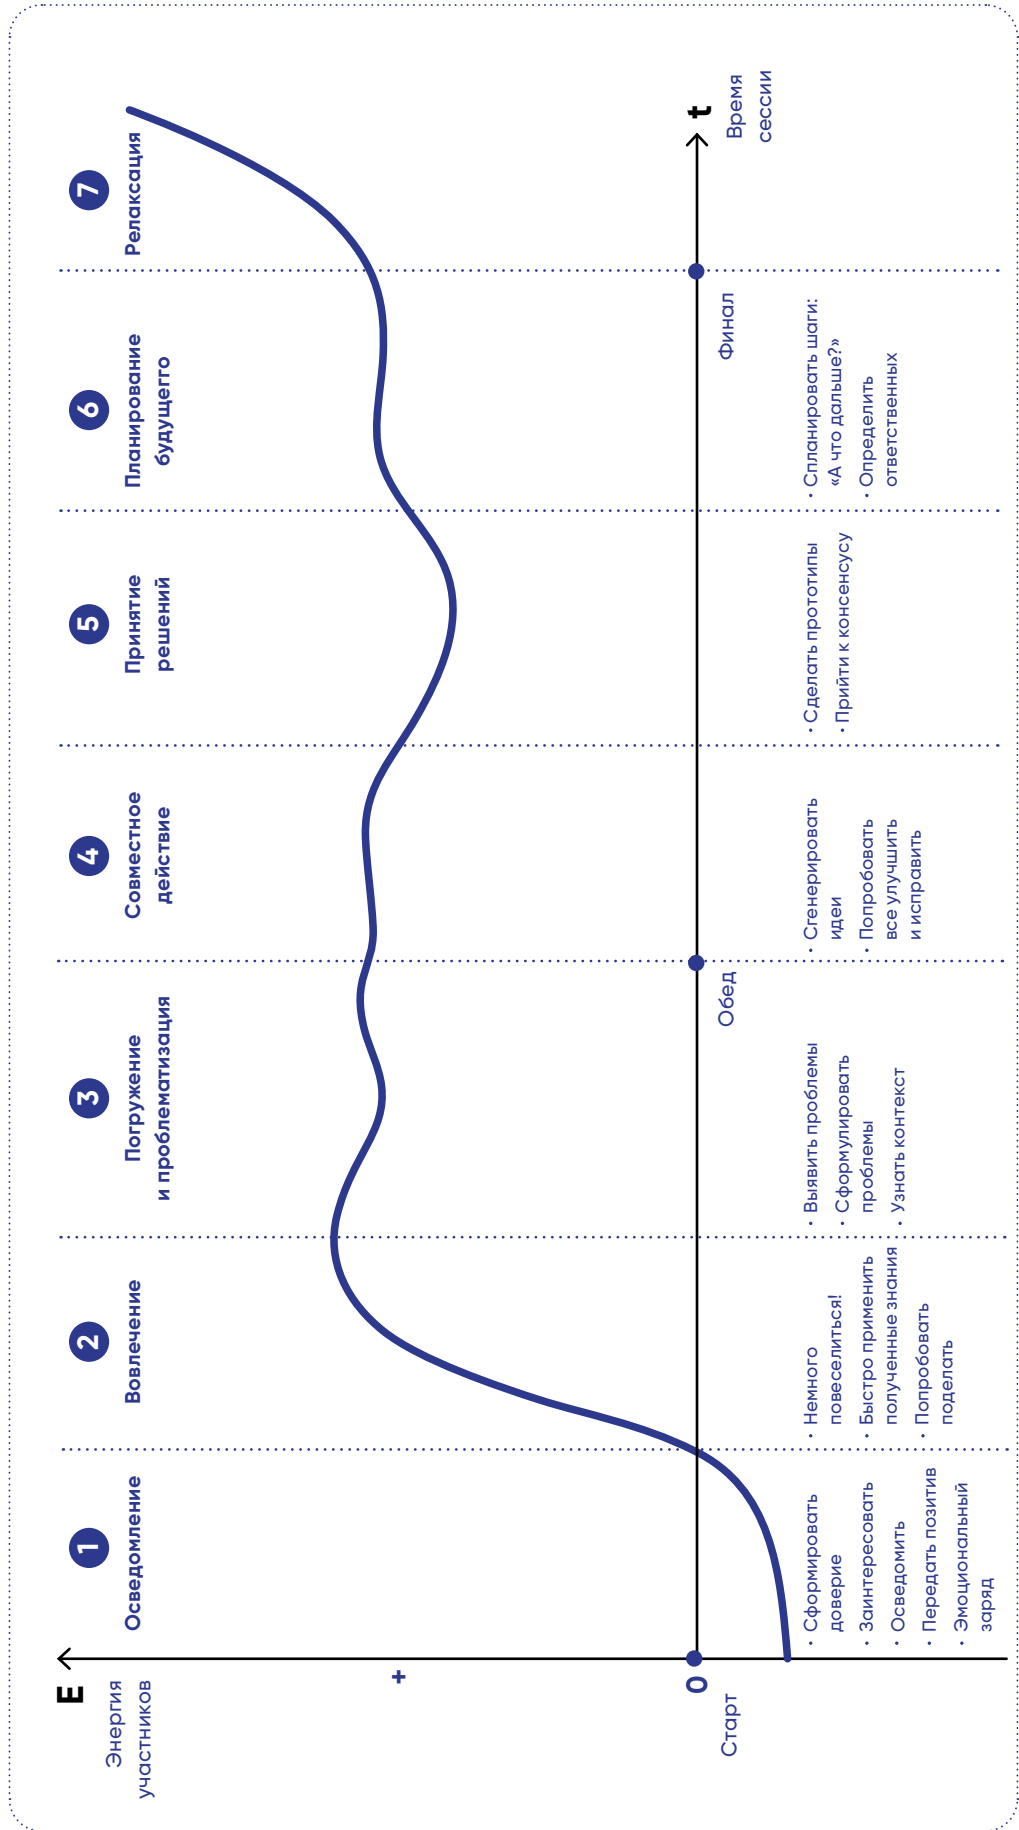 E
Энергия
участников
+
0
Старт
1
Осведомление
• Сформировать
доверие
• Заинтересовать
• Осведомить
• Передать позитив
• Эмоциональный
заряд
2
Вовлечение
• Немного
повеселиться!
• Быстро применить
полученные знания
• Попробовать
поделать
3
Погружение
и проблематизация
• Выявить проблемы
• Сформулировать
проблемы
• Узнать контекст
Обед
4
Совместное
действие
• Сгенерировать
идеи
• Попробовать
все улучшить
и исправить
5
Принятие
решений
• Сделать прототипы
• Прийти к консенсусу
6
Планирование
будущегго
• Спланировать шаги:
«А что дальше?»
• Определить
ответственных
Финал
7
Релаксация
t
Время
сессии